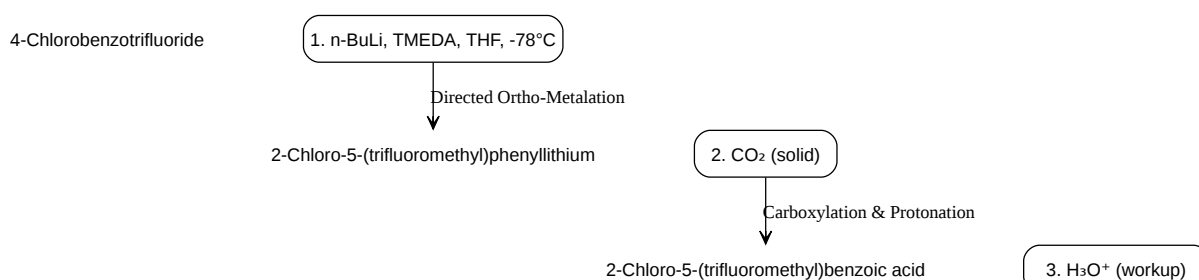 4-Chlorobenzotrifluoride
1. n-BuLi, TMEDA, THF, -78°C
Directed Ortho-Metalation
2-Chloro-5-(trifluoromethyl)phenyllithium
2. CO₂ (solid)
Carboxylation & Protonation
2-Chloro-5-(trifluoromethyl)benzoic acid
3. H₃O⁺ (workup)